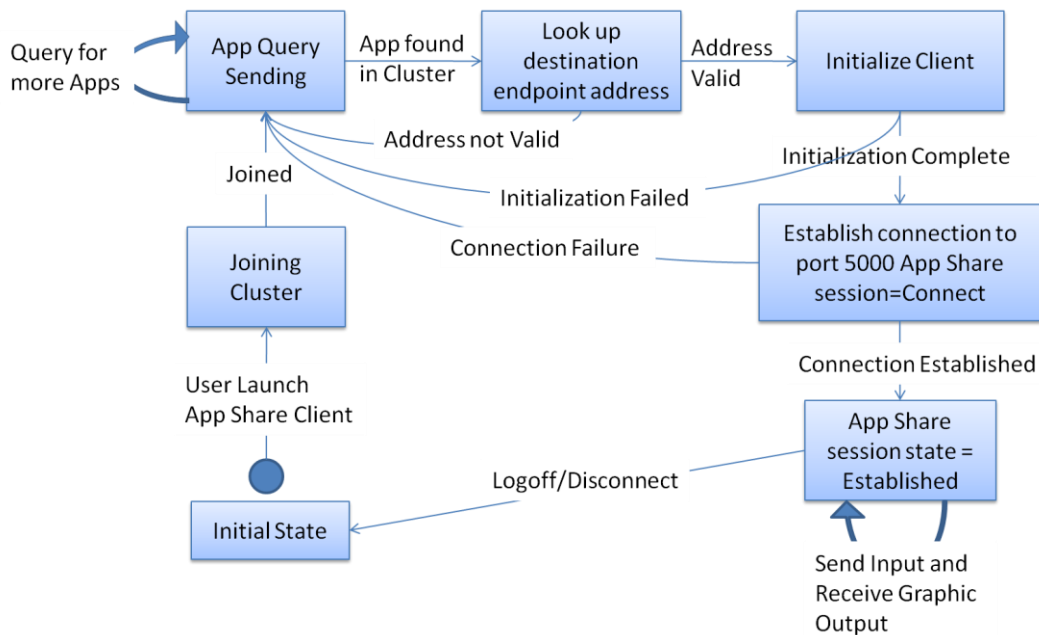 Query for
more Apps
App Query
Sending
App found
in Cluster
Look up
destination
endpoint address
Address
Valid
Initialize Client
Address not Valid
Joined
Initialization Failed
Initialization Complete
Connection Failure
Joining
Cluster
Establish connection to
port 5000 App Share
session=Connect
User Launch
App Share Client
Connection Established
App Share
session state =
Established
Logoff/Disconnect
Initial State
Send Input and
Receive Graphic
Output